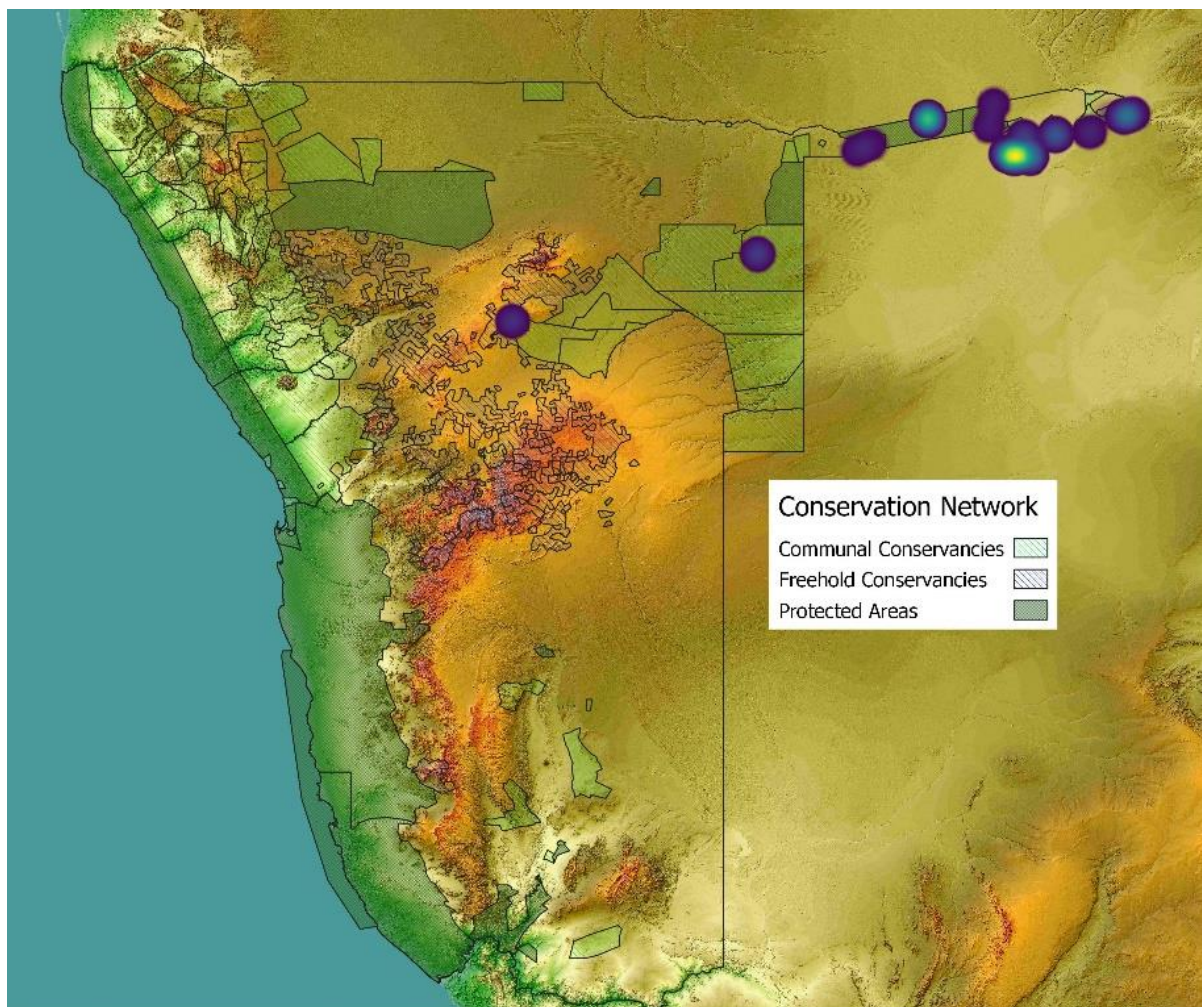 Conservation Network
Communal Conservancies
Freehold Conservancies
Protected Areas